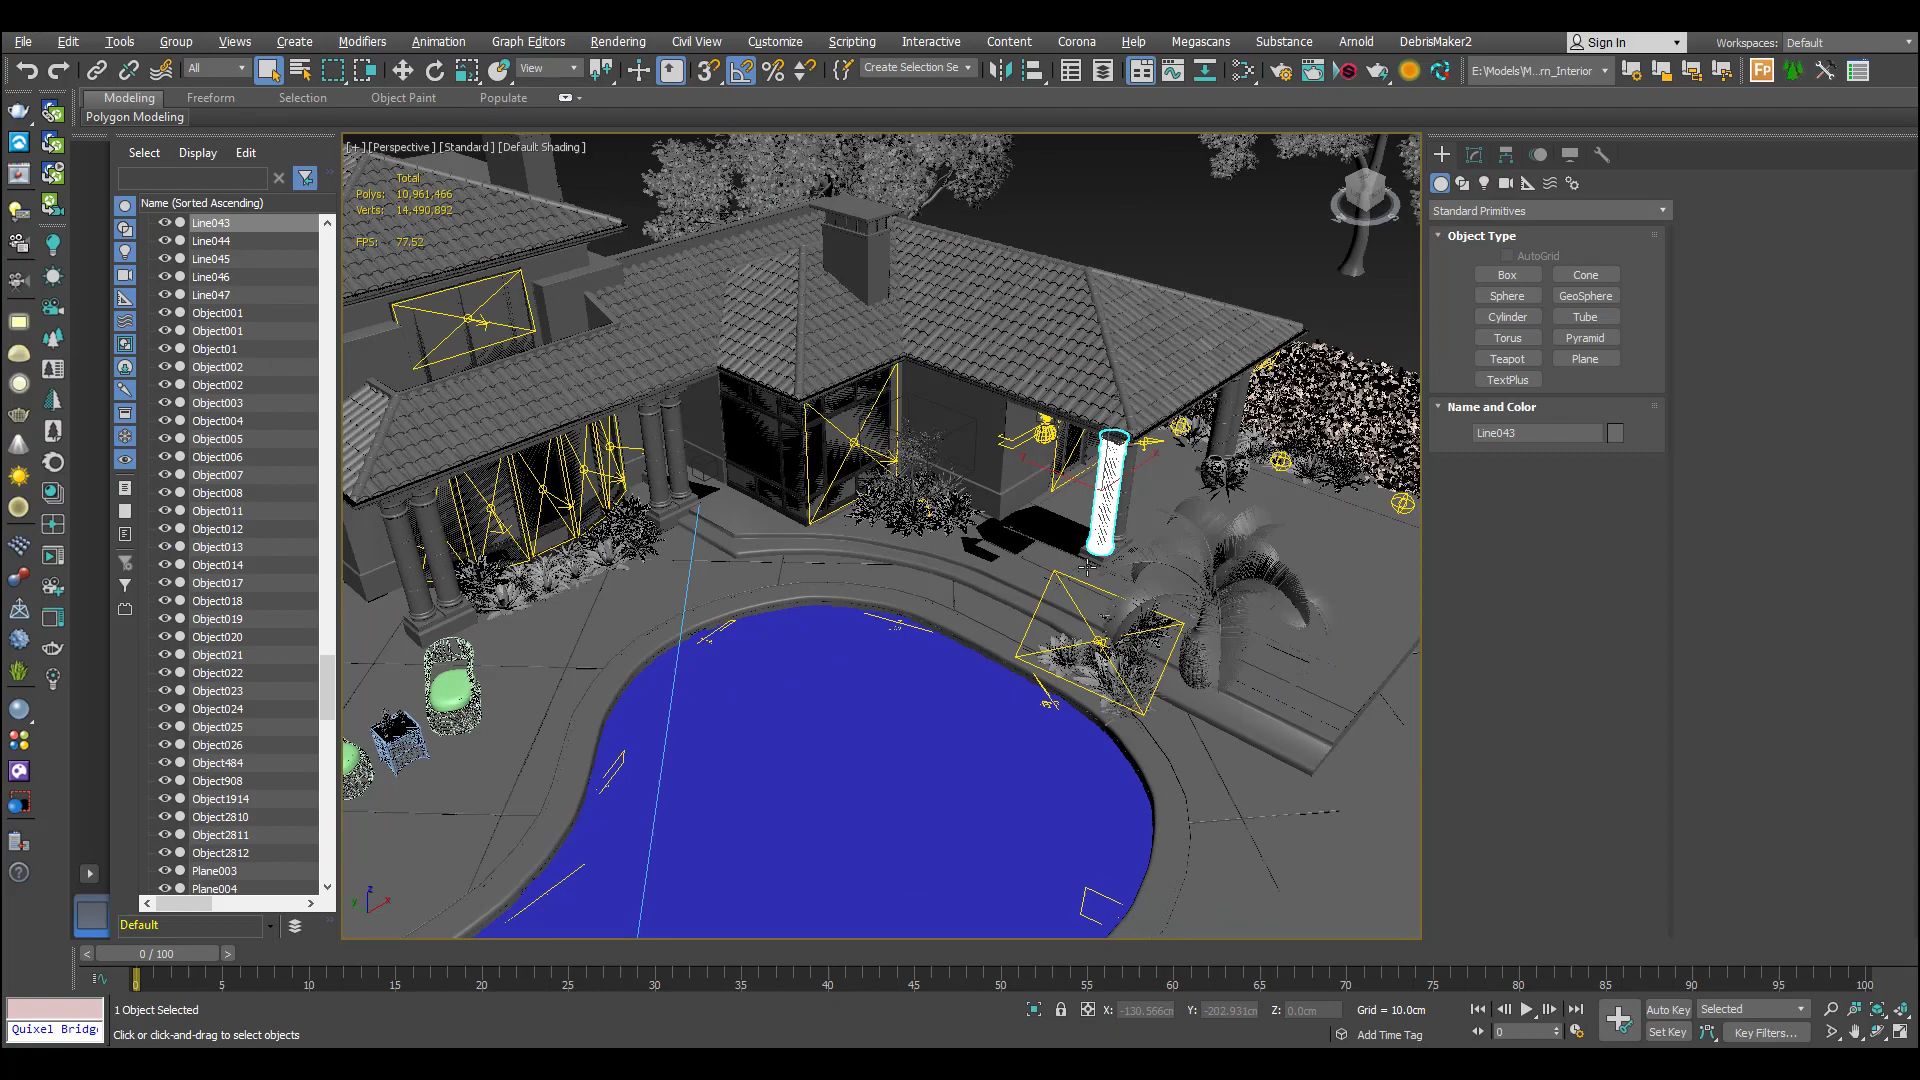 File Edit Tools Group Views Create Modifiers Animation Graph Editors Rendering Civil View Customize Scripting Interactive Content Corona Help Megascans Substance Arnold DebrisMaker2 Sign In Workspaces: Default
All View Create Selection Se E:\Models\M...rn_Interior
Modeling Freeform Selection Object Paint Populate
Polygon Modeling
Select Display Edit
Name (Sorted Ascending)
Line043
Line044
Line045
Line046
Line047
Object001
Object001
Object01
Object002
Object002
Object003
Object004
Object005
Object006
Object007
Object008
Object011
Object012
Object013
Object014
Object017
Object018
Object019
Object020
Object021
Object022
Object023
Object024
Object025
Object026
Object484
Object908
Object1914
Object2810
Object2811
Object2812
Plane003
Plane004
Default
[+] [Perspective] [Standard] [Default Shading]
Total
Polys: 10,961,466
Verts: 14,490,892
FPS: 77.52
Standard Primitives
Object Type
AutoGrid
Box Cone
Sphere GeoSphere
Cylinder Tube
Torus Pyramid
Teapot Plane
TextPlus
Name and Color
Line043
0 / 100
0 5 10 15 20 25 30 35 40 45 50 55 60 65 70 75 80 85 90 95 100
1 Object Selected X: -130.566cm Y: -202.931cm Z: 0.0cm Grid = 10.0cm Auto Key Selected
Quixel Bridg Click or click-and-drag to select objects Add Time Tag 0 Set Key Key Filters...